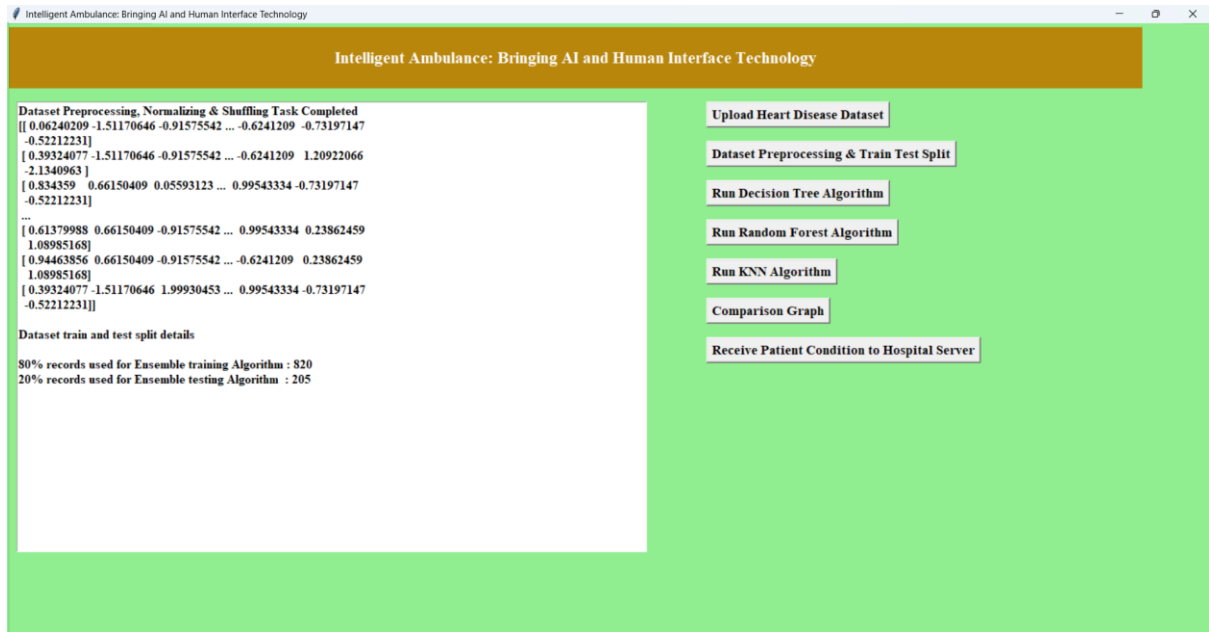 Intelligent Ambulance: Bringing AI and Human Interface Technology
Intelligent Ambulance: Bringing AI and Human Interface Technology
Dataset Preprocessing, Normalizing & Shuffling Task Completed
[[ 0.06240209 -1.51170646 -0.91575542 ... -0.6241209 -0.73197147
-0.52212231]
[ 0.39324077 -1.51170646 -0.91575542 ... -0.6241209 1.20922066
-2.1340963 ]
[ 0.834359 0.66150409 0.05593123 ... 0.99543334 -0.73197147
-0.52212231]
...
[ 0.61379988 0.66150409 -0.91575542 ... 0.99543334 0.23862459
1.08985168]
[ 0.94463856 0.66150409 -0.91575542 ... -0.6241209 0.23862459
1.08985168]
[ 0.39324077 -1.51170646 1.99930453 ... 0.99543334 -0.73197147
-0.52212231]]
Dataset train and test split details
80% records used for Ensemble training Algorithm : 820
20% records used for Ensemble testing Algorithm : 205
Upload Heart Disease Dataset
Dataset Preprocessing & Train Test Split
Run Decision Tree Algorithm
Run Random Forest Algorithm
Run KNN Algorithm
Comparison Graph
Receive Patient Condition to Hospital Server